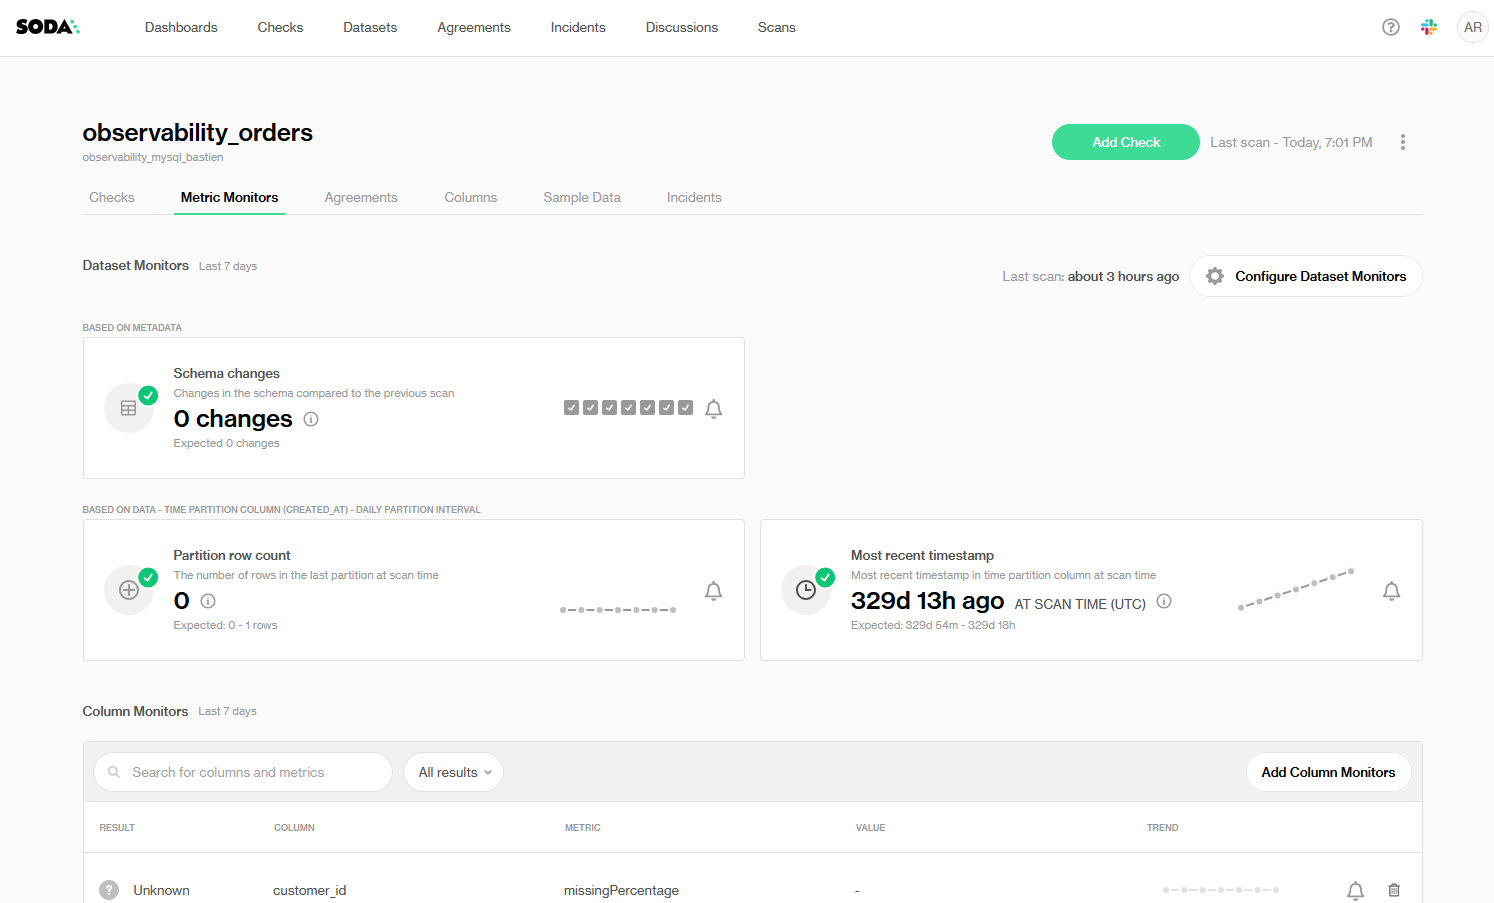 SODA
Dashboards Checks Datasets Agreements Incidents Discussions Scans
AR
observability_orders
observability_mysql_bastien
Add Check
Last scan - Today, 7:01 PM
Checks Metric Monitors Agreements Columns Sample Data Incidents
Dataset Monitors Last 7 days
Last scan: about 3 hours ago
Configure Dataset Monitors
BASED ON METADATA
Schema changes
Changes in the schema compared to the previous scan
0 changes
Expected 0 changes
BASED ON DATA - TIME PARTITION COLUMN (CREATED_AT) - DAILY PARTITION INTERVAL
Partition row count
The number of rows in the last partition at scan time
0
Expected: 0 - 1 rows
Most recent timestamp
Most recent timestamp in time partition column at scan time
329d 13h ago AT SCAN TIME (UTC)
Expected: 329d 54m - 329d 18h
Column Monitors Last 7 days
Search for columns and metrics
All results
Add Column Monitors
RESULT COLUMN METRIC VALUE TREND
? Unknown customer_id missingPercentage -